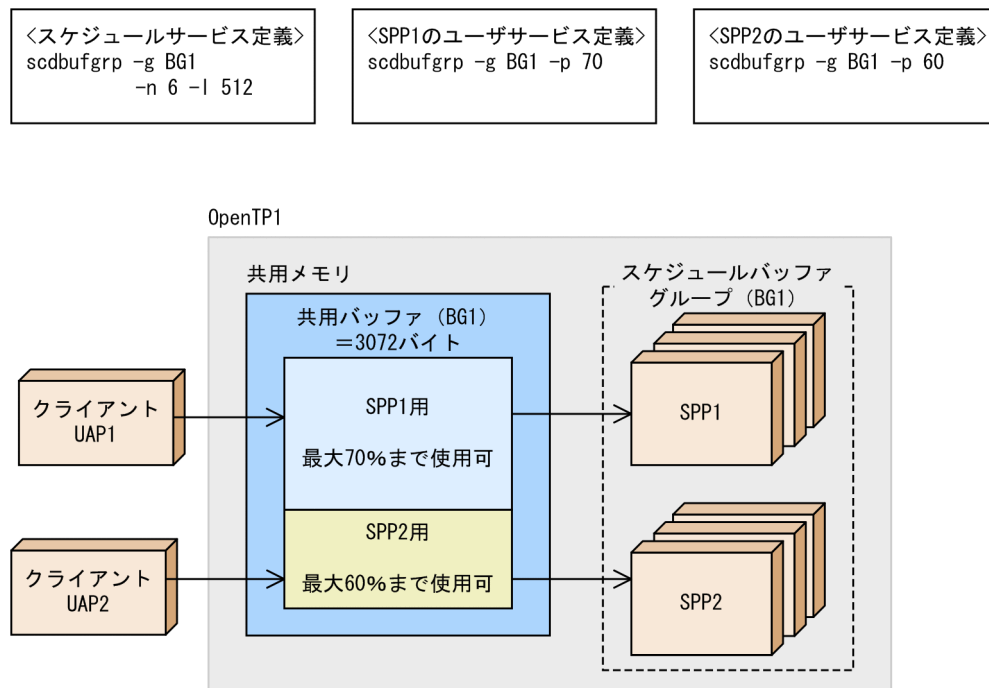 <スケジュールサービス定義>
scdbufgrp -g BG1
-n 6 -l 512
<SPP1のユーザサービス定義>
scdbufgrp -g BG1 -p 70
<SPP2のユーザサービス定義>
scdbufgrp -g BG1 -p 60
OpenTP1
共用メモリ
スケジュールバッファ
グループ(BG1)
共用バッファ(BG1)
=3072バイト
クライアント
UAP1
SPP1用
最大70%まで使用可
SPP1
クライアント
UAP2
SPP2用
最大60%まで使用可
SPP2